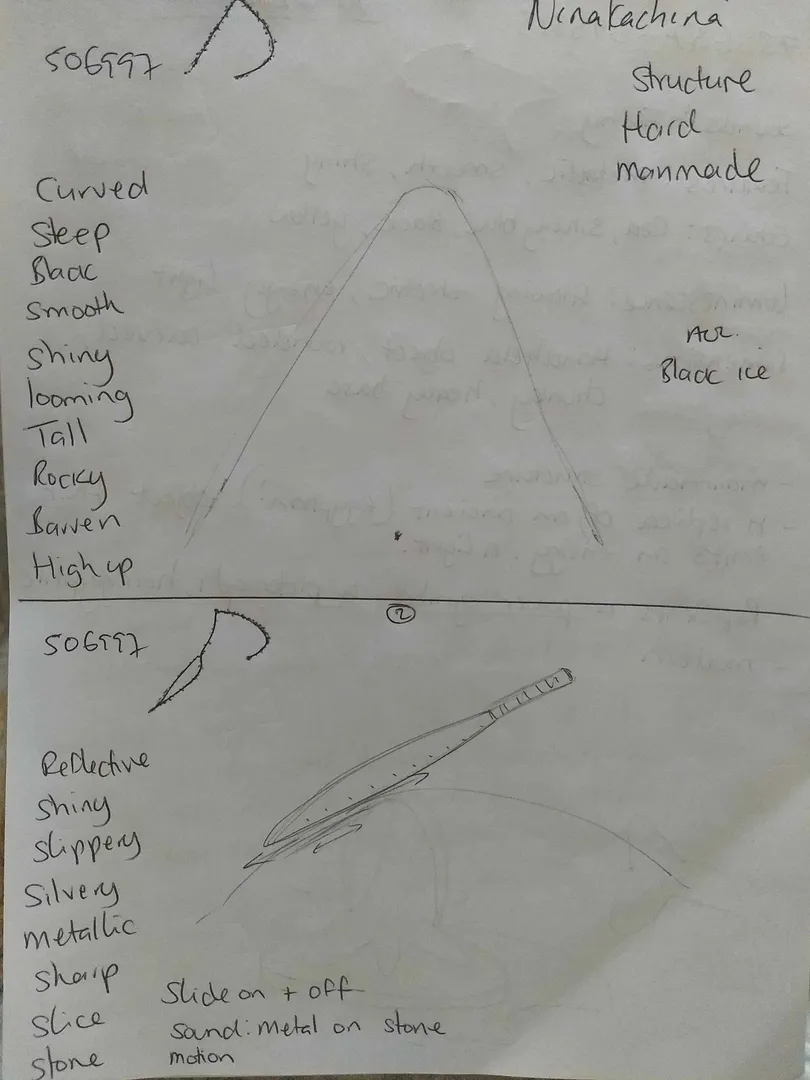 Ninakachina
506997
Structure
Hard
manmade
Curved
Steep
Black
Smooth
Shiny
looming
Tall
Rocky
Barren
High up
AOL.
Black ice
2
506997
Reflective
Shiny
Slippery
Silvery
metallic
Sharp
Slice
Stone
Slide on + off
Sound: Metal on stone
motion